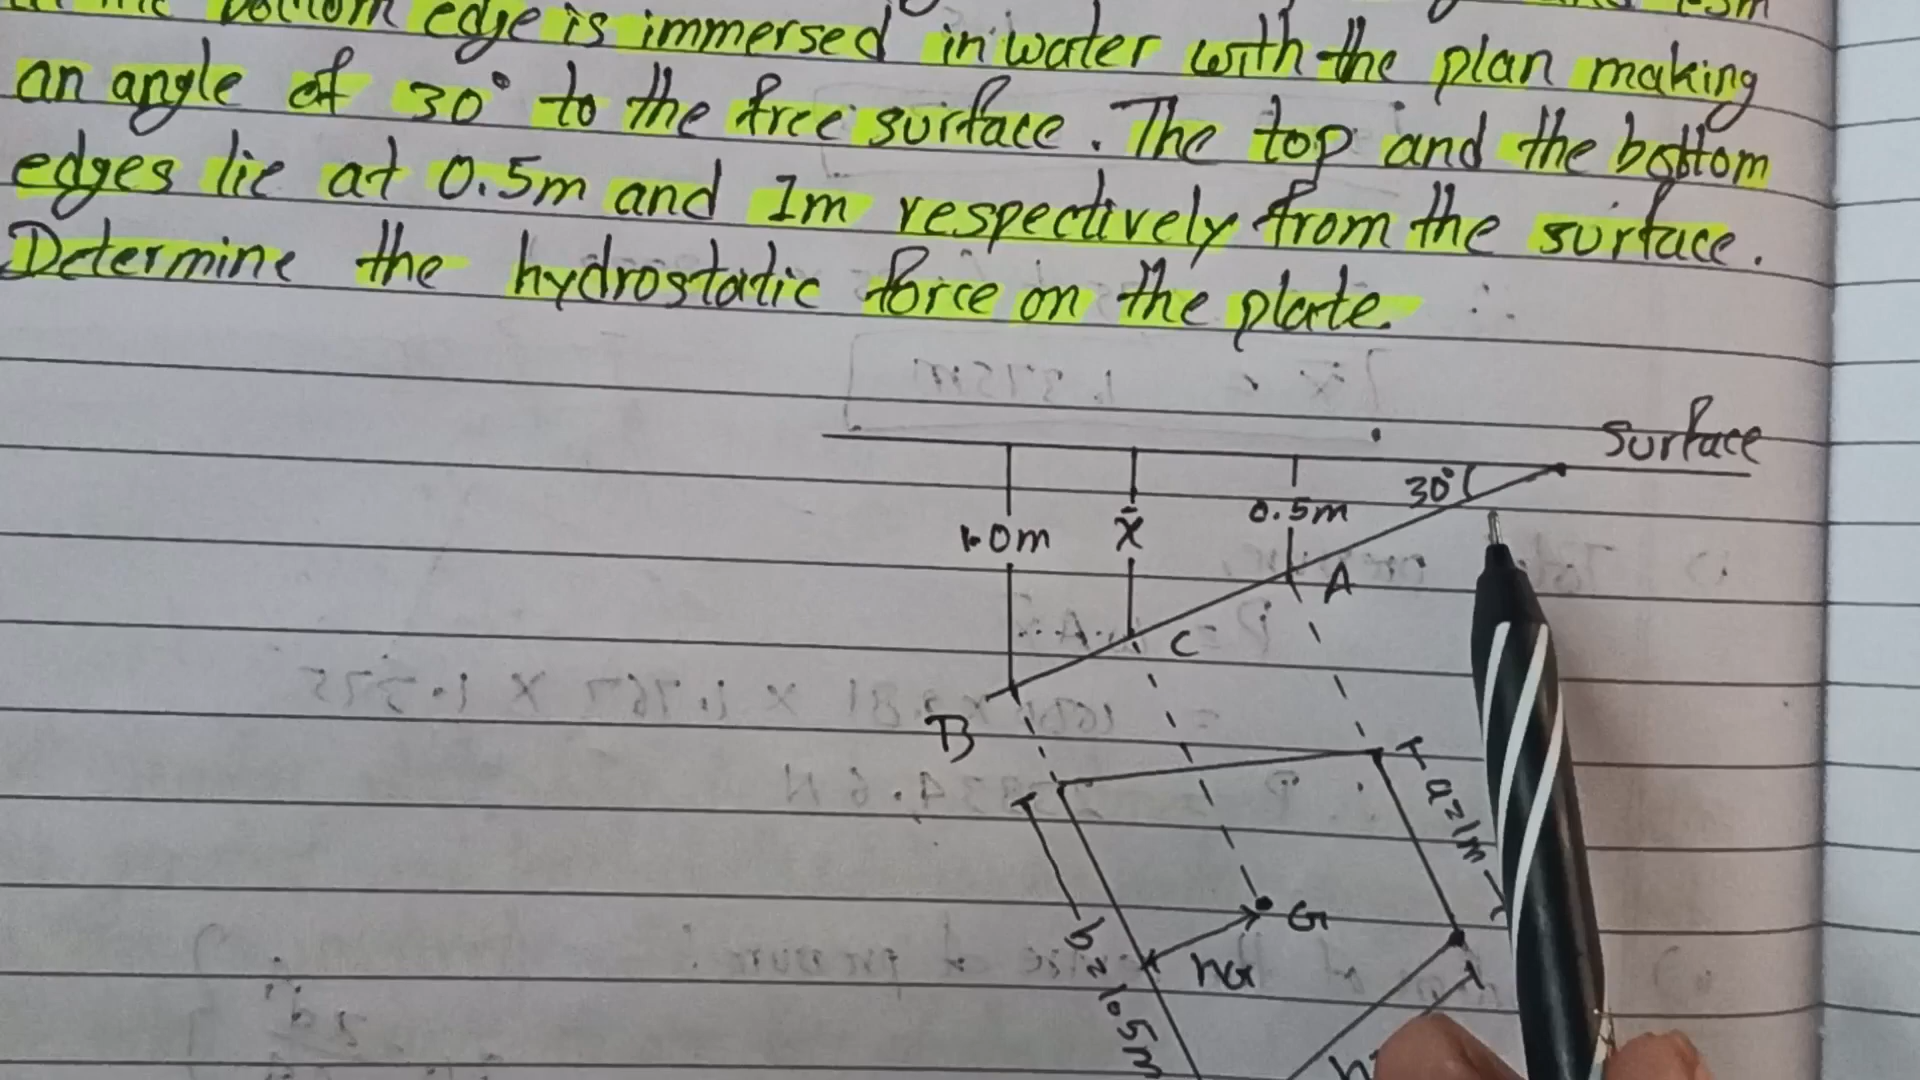 bottom edge is immersed in water with the plan making
an angle of 30° to the free surface. The top and the bottom
edges lie at 0.5m and 1m respectively from the surface.
Determine the hydrostatic force on the plate.
Surface
30°
1.0m
x̄
0.5m
A
C
B
a=1m
G
hG
b=1.5m